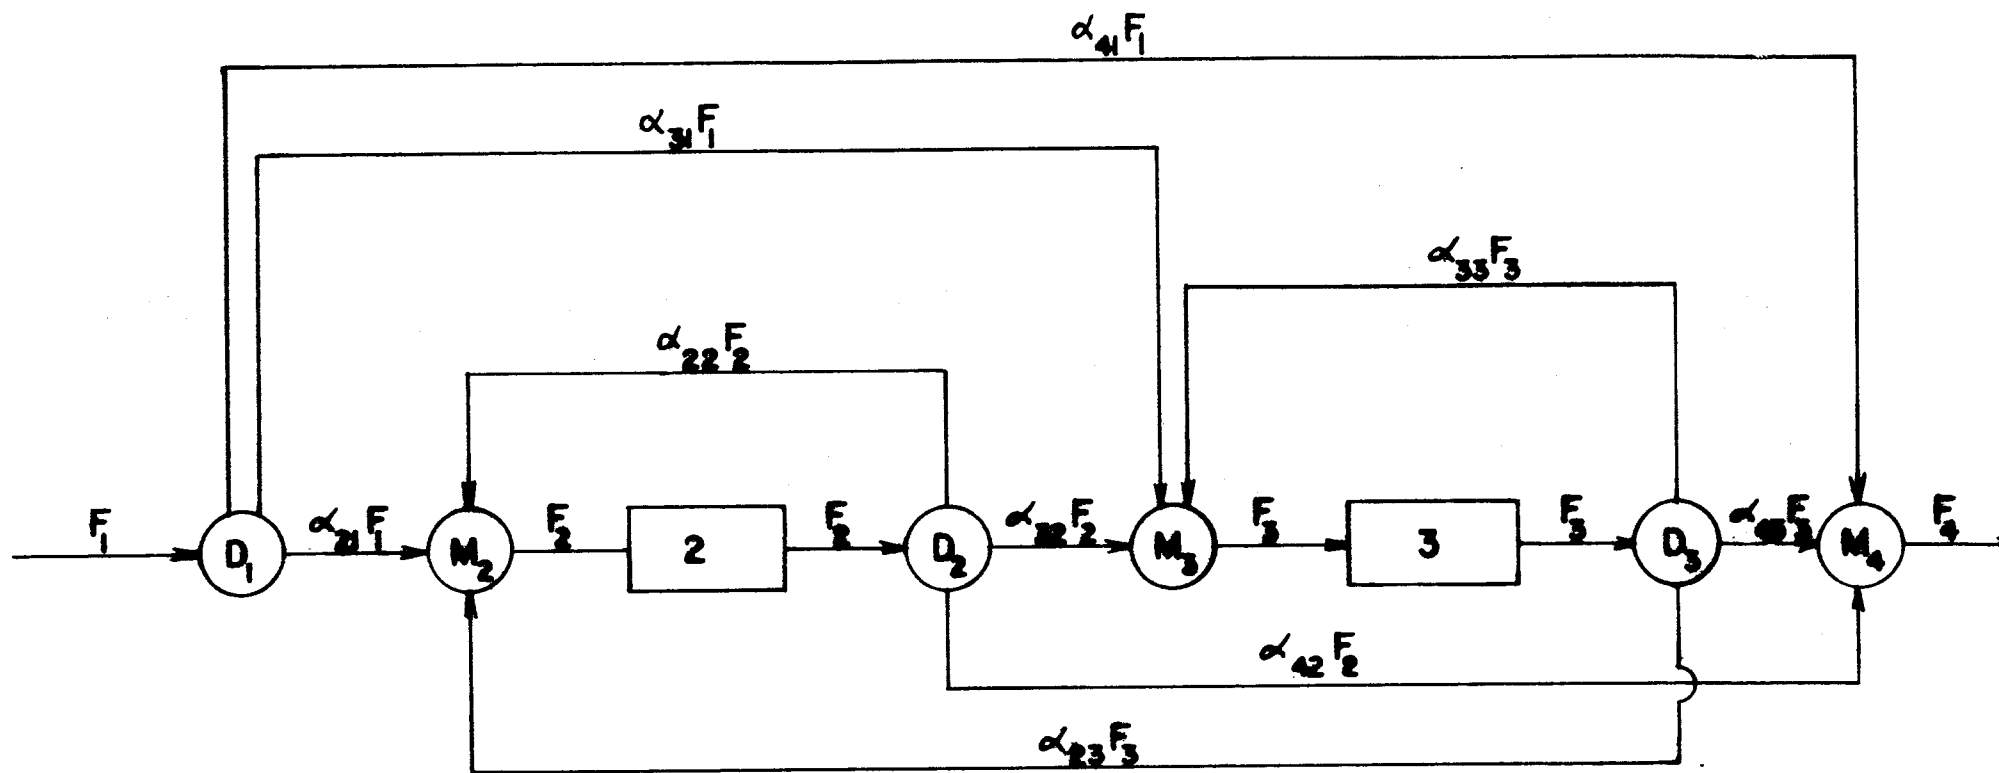 α₄₁F₁
α₃₁F₁
α₃₃F₃
α₂₂F₂
F₁
D₁
α₂₁F₁
M₂
F₂
2
F₂
D₂
α₃₂F₂
M₃
F₃
3
F₃
D₃
α₄₃F₃
M₄
F₄
α₄₂F₂
α₂₃F₃